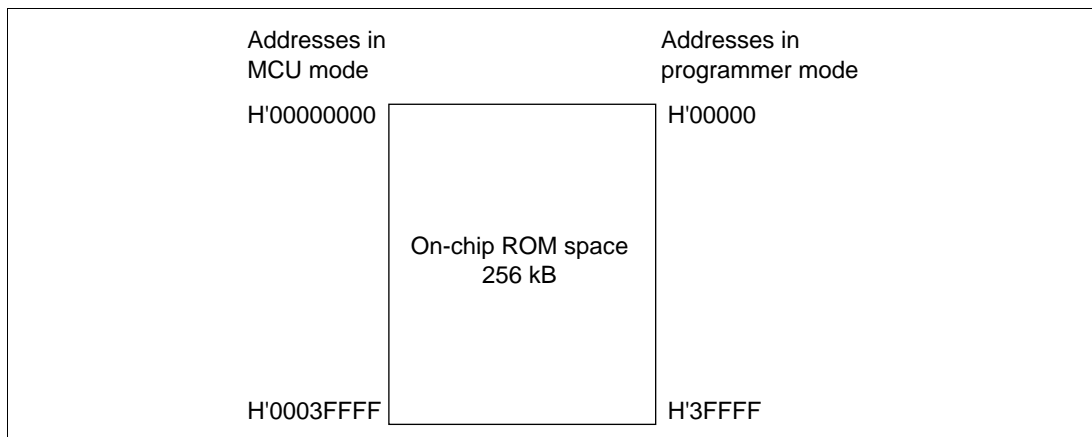 Addresses in
MCU mode
Addresses in
programmer mode
H'00000000
H'00000
On-chip ROM space
256 kB
H'0003FFFF
H'3FFFF